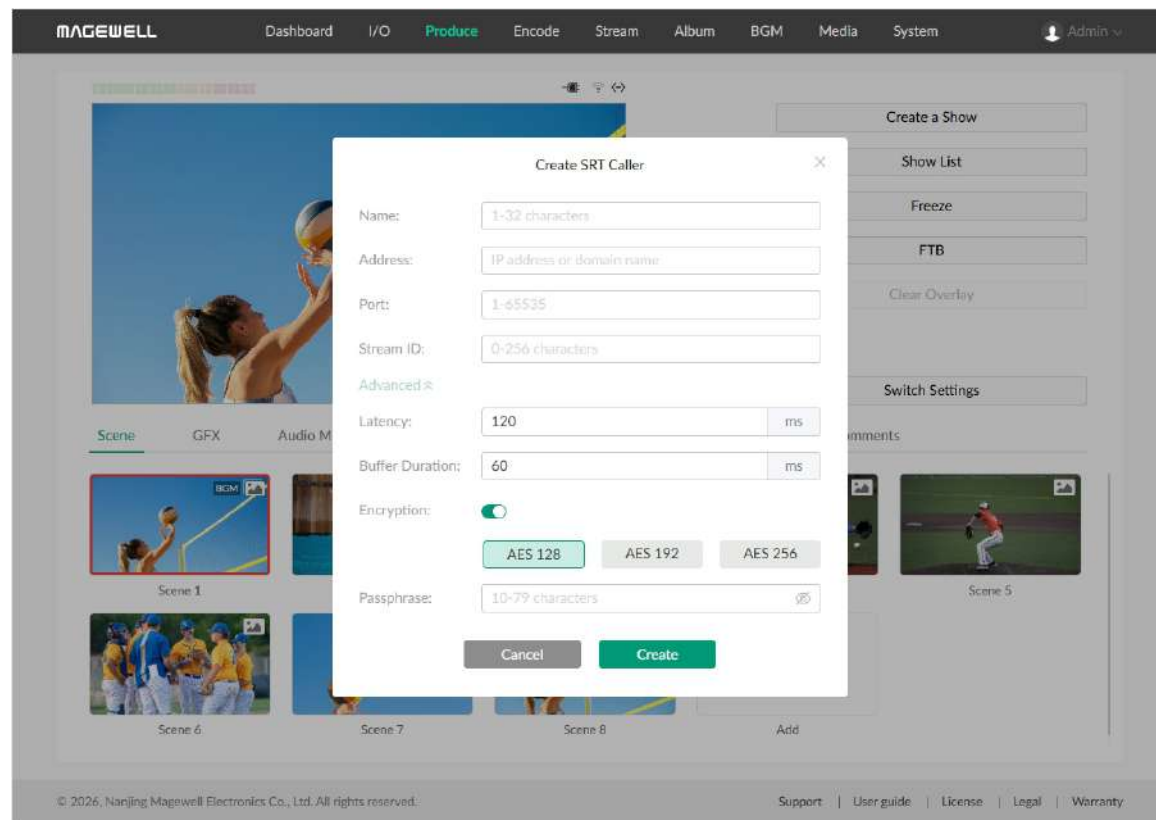 MAGEWELL Dashboard I/O Produce Encode Stream Album BGM Media System Admin
Create a Show
Show List
Freeze
FTB
Clear Overlay
Switch Settings
Create SRT Caller
Name: 1-32 characters
Address: IP address or domain name
Port: 1-65535
Stream ID: 0-256 characters
Advanced
Latency: 120 ms
Buffer Duration: 60 ms
Encryption:
AES 128 AES 192 AES 256
Passphrase: 10-79 characters
Cancel Create
Scene GFX Audio M omments
BGM
Scene 1 Scene 5
Scene 6 Scene 7 Scene 8 Add
© 2026, Nanjing Magewell Electronics Co., Ltd. All rights reserved. Support | User guide | License | Legal | Warranty